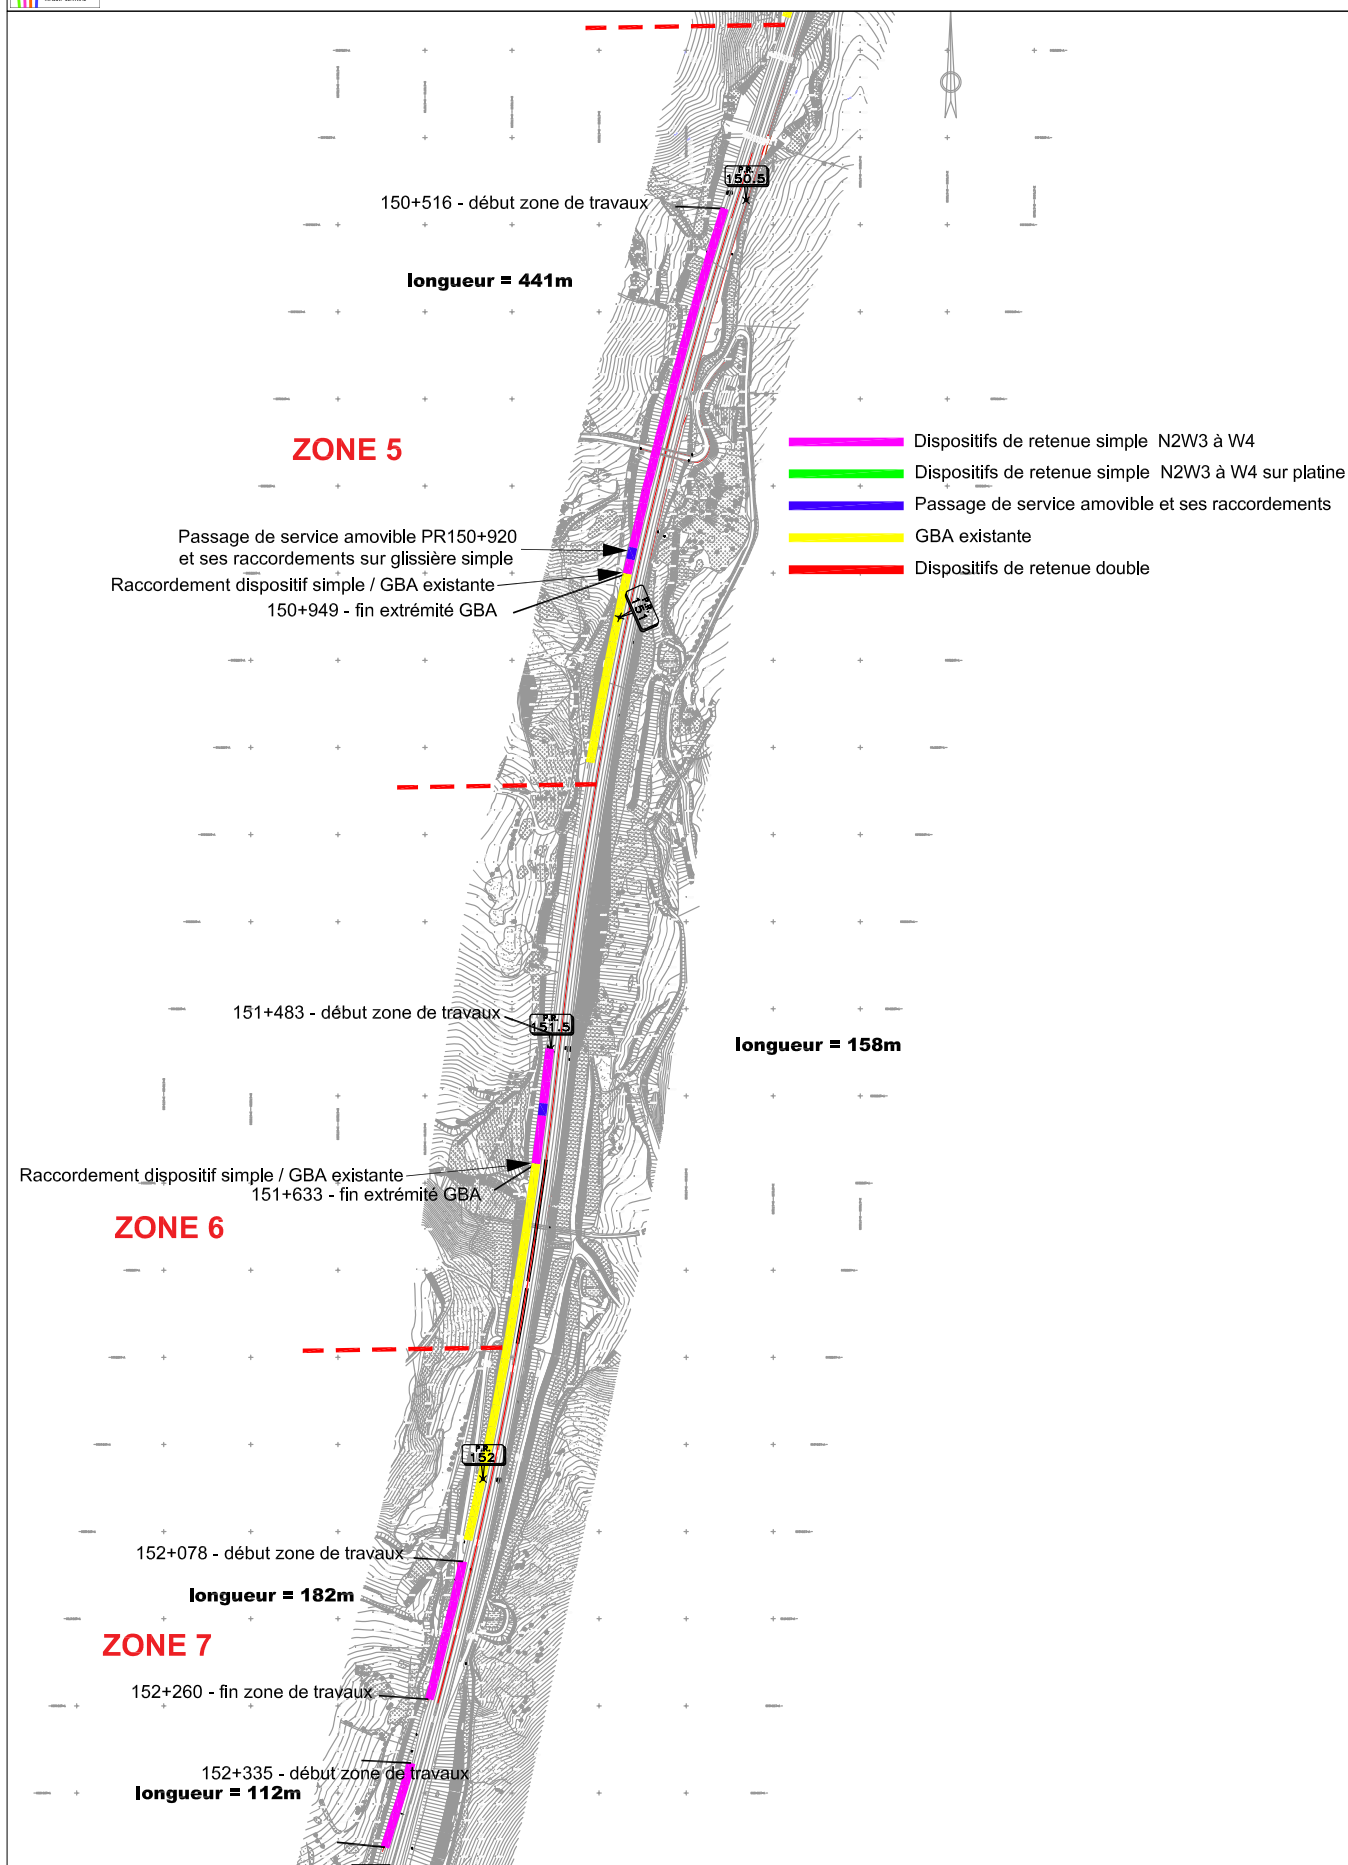 P.R.
150.5
150+516 - début zone de travaux
longueur = 441m
ZONE 5
Dispositifs de retenue simple N2W3 à W4
Dispositifs de retenue simple N2W3 à W4 sur platine
Passage de service amovible et ses raccordements
GBA existante
Dispositifs de retenue double
Passage de service amovible PR150+920
et ses raccordements sur glissière simple
Raccordement dispositif simple / GBA existante
150+949 - fin extrémité GBA
P.R.
151
151+483 - début zone de travaux
P.R.
151.5
longueur = 158m
Raccordement dispositif simple / GBA existante
151+633 - fin extrémité GBA
ZONE 6
P.R.
152
152+078 - début zone de travaux
longueur = 182m
ZONE 7
152+260 - fin zone de travaux
152+335 - début zone de travaux
longueur = 112m